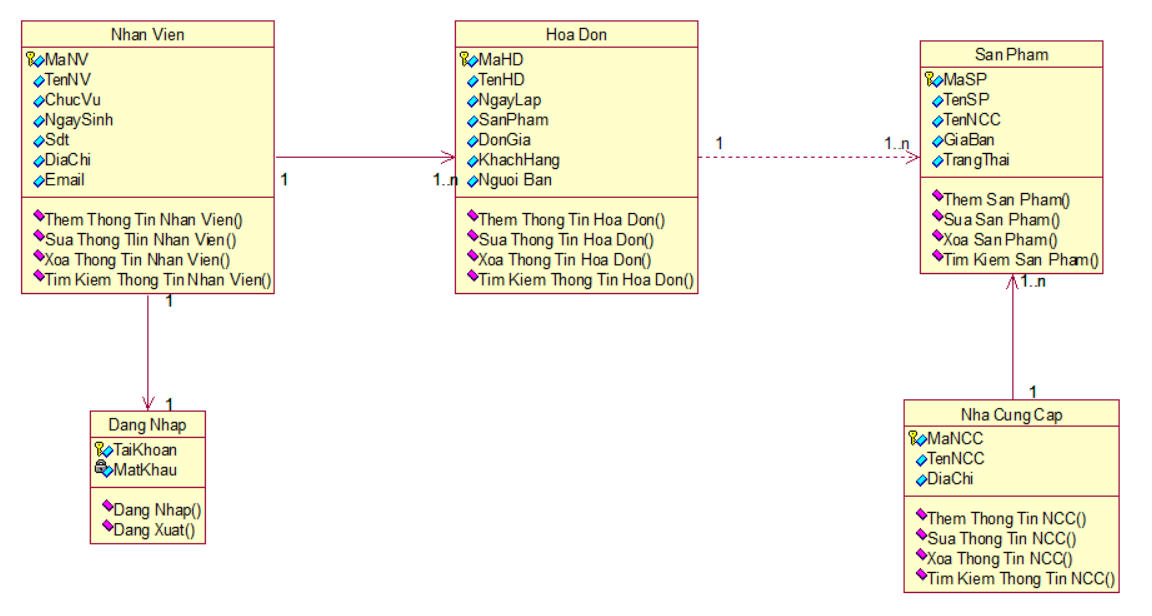 Nhan Vien
MaNV
TenNV
ChucVu
NgaySinh
Sdt
DiaChi
Email
Them Thong Tin Nhan Vien()
Sua Thong TIin Nhan Vien()
Xoa Thong Tin Nhan Vien()
Tim Kiem Thong Tin Nhan Vien()
1
1..n
Hoa Don
MaHD
TenHD
NgayLap
SanPham
DonGia
KhachHang
Nguoi Ban
Them Thong Tin Hoa Don()
Sua Thong Tin Hoa Don()
Xoa Thong Tin Hoa Don()
Tim Kiem Thong Tin Hoa Don()
1
1..n
San Pham
MaSP
TenSP
TenNCC
GiaBan
TrangThai
Them San Pham()
Sua San Pham()
Xoa San Pham()
Tim Kiem San Pham()
1
1
Dang Nhap
TaiKhoan
MatKhau
Dang Nhap()
Dang Xuat()
1..n
1
Nha Cung Cap
MaNCC
TenNCC
DiaChi
Them Thong Tin NCC()
Sua Thong Tin NCC()
Xoa Thong Tin NCC()
Tim Kiem Thong Tin NCC()